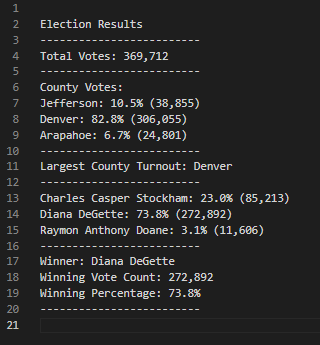 1
2 Election Results
3 -------------------------
4 Total Votes: 369,712
5 -------------------------
6 County Votes:
7 Jefferson: 10.5% (38,855)
8 Denver: 82.8% (306,055)
9 Arapahoe: 6.7% (24,801)
10 -------------------------
11 Largest County Turnout: Denver
12 -------------------------
13 Charles Casper Stockham: 23.0% (85,213)
14 Diana DeGette: 73.8% (272,892)
15 Raymon Anthony Doane: 3.1% (11,606)
16 -------------------------
17 Winner: Diana DeGette
18 Winning Vote Count: 272,892
19 Winning Percentage: 73.8%
20 -------------------------
21